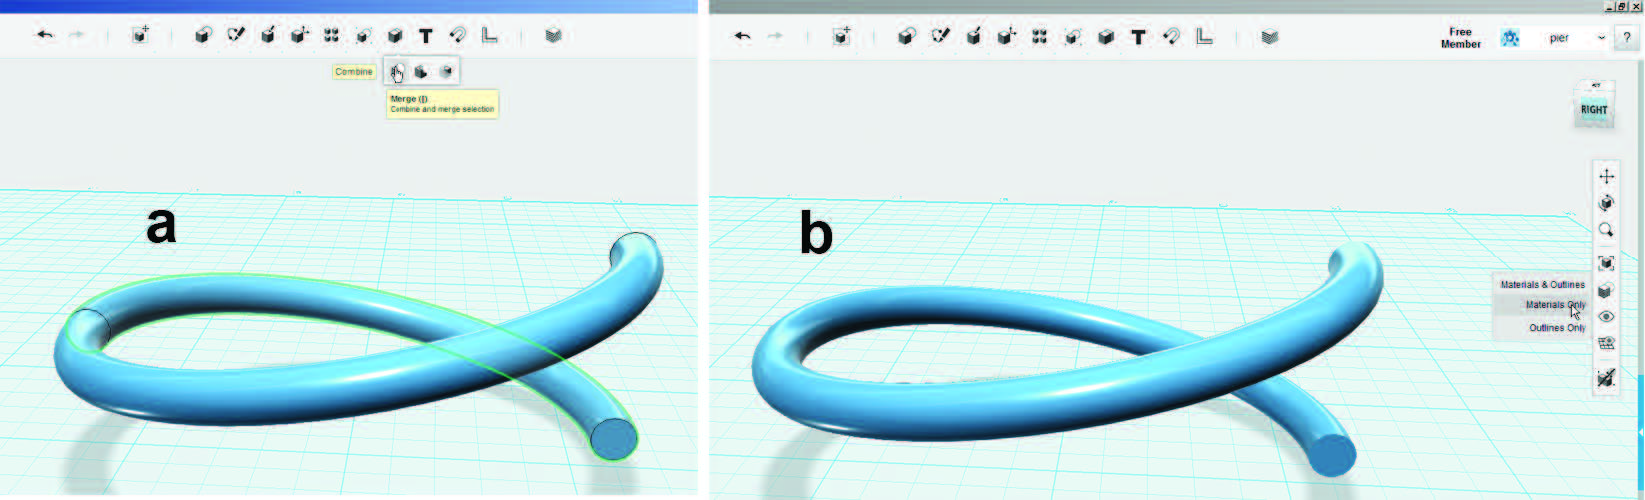 Combine
Merge (])
Combine and merge selection
a
Free
Member
pier
?
RIGHT
b
Materials & Outlines
Materials Only
Outlines Only